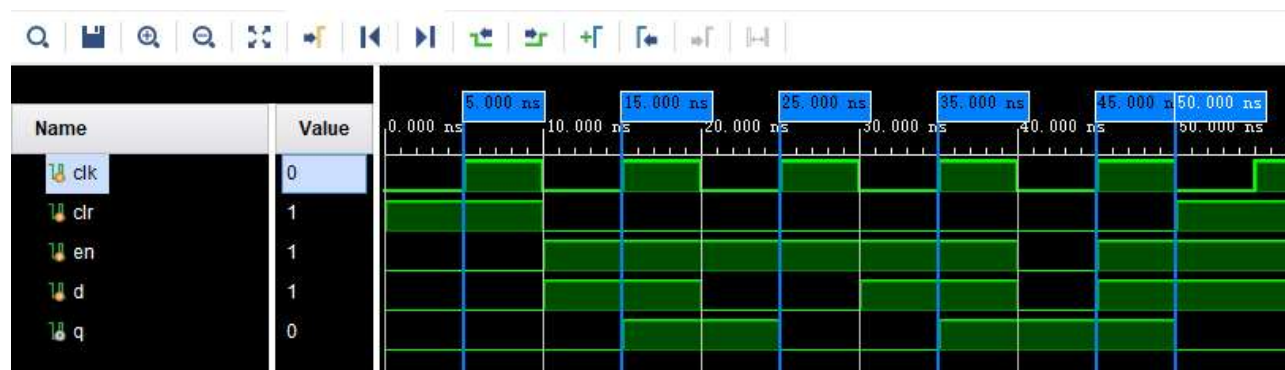 5.000 ns 15.000 ns 25.000 ns 35.000 ns 45.000 n 50.000 ns
Name Value 0.000 ns 10.000 ns 20.000 ns 30.000 ns 40.000 ns 50.000 ns
clk 0
clr 1
en 1
d 1
q 0